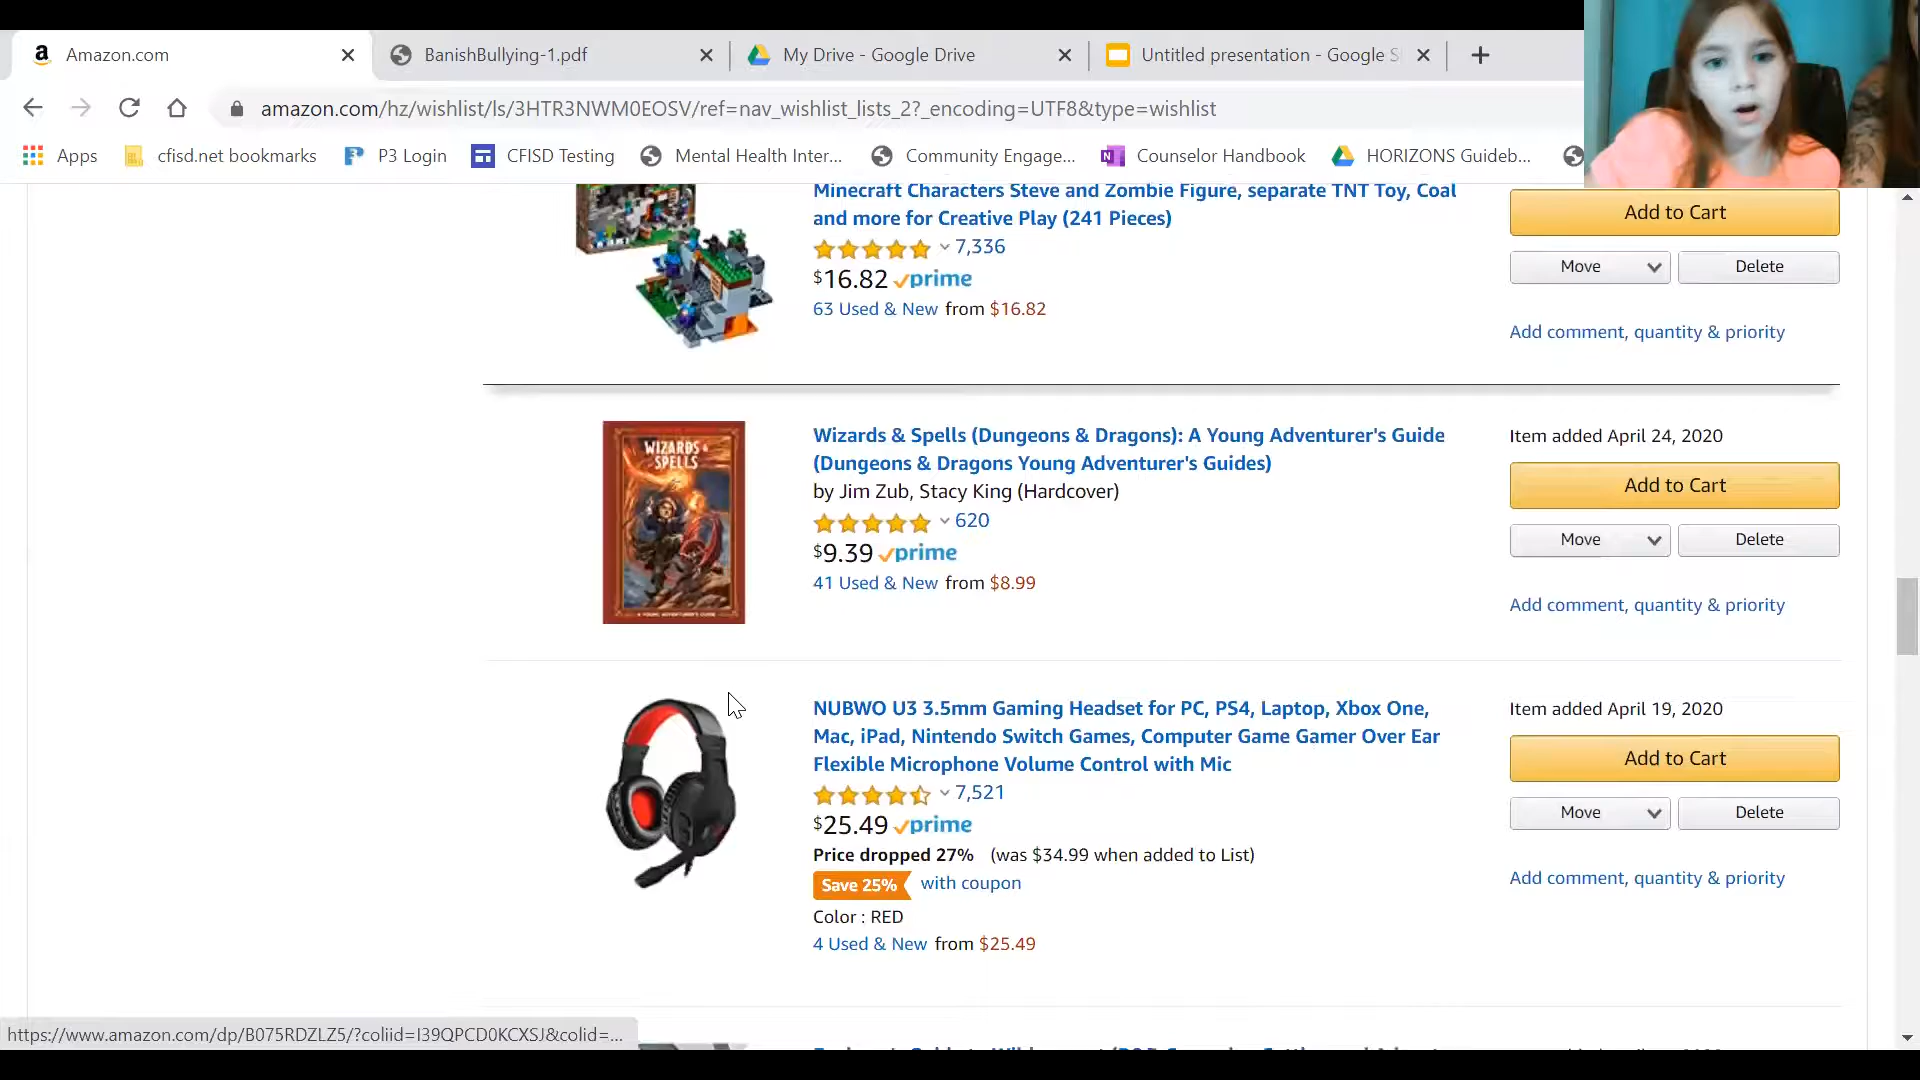 Amazon.com
BanishBullying-1.pdf
My Drive - Google Drive
Untitled presentation - Google S
amazon.com/hz/wishlist/ls/3HTR3NWM0EOSV/ref=nav_wishlist_lists_2?_encoding=UTF8&type=wishlist
Apps
cfisd.net bookmarks
P3 Login
CFISD Testing
Mental Health Inter...
Community Engage...
Counselor Handbook
HORIZONS Guideb...
Minecraft Characters Steve and Zombie Figure, separate TNT Toy, Coal
and more for Creative Play (241 Pieces)
7,336
$16.82 prime
63 Used & New from $16.82
Add to Cart
Move
Delete
Add comment, quantity & priority
WIZARDS &
SPELLS
Wizards & Spells (Dungeons & Dragons): A Young Adventurer's Guide
(Dungeons & Dragons Young Adventurer's Guides)
by Jim Zub, Stacy King (Hardcover)
620
$9.39 prime
41 Used & New from $8.99
Item added April 24, 2020
Add to Cart
Move
Delete
Add comment, quantity & priority
NUBWO U3 3.5mm Gaming Headset for PC, PS4, Laptop, Xbox One,
Mac, iPad, Nintendo Switch Games, Computer Game Gamer Over Ear
Flexible Microphone Volume Control with Mic
7,521
$25.49 prime
Price dropped 27% (was $34.99 when added to List)
Save 25% with coupon
Color : RED
4 Used & New from $25.49
Item added April 19, 2020
Add to Cart
Move
Delete
Add comment, quantity & priority
https://www.amazon.com/dp/B075RDZLZ5/?coliid=I39QPCD0KCXSJ&colid=...